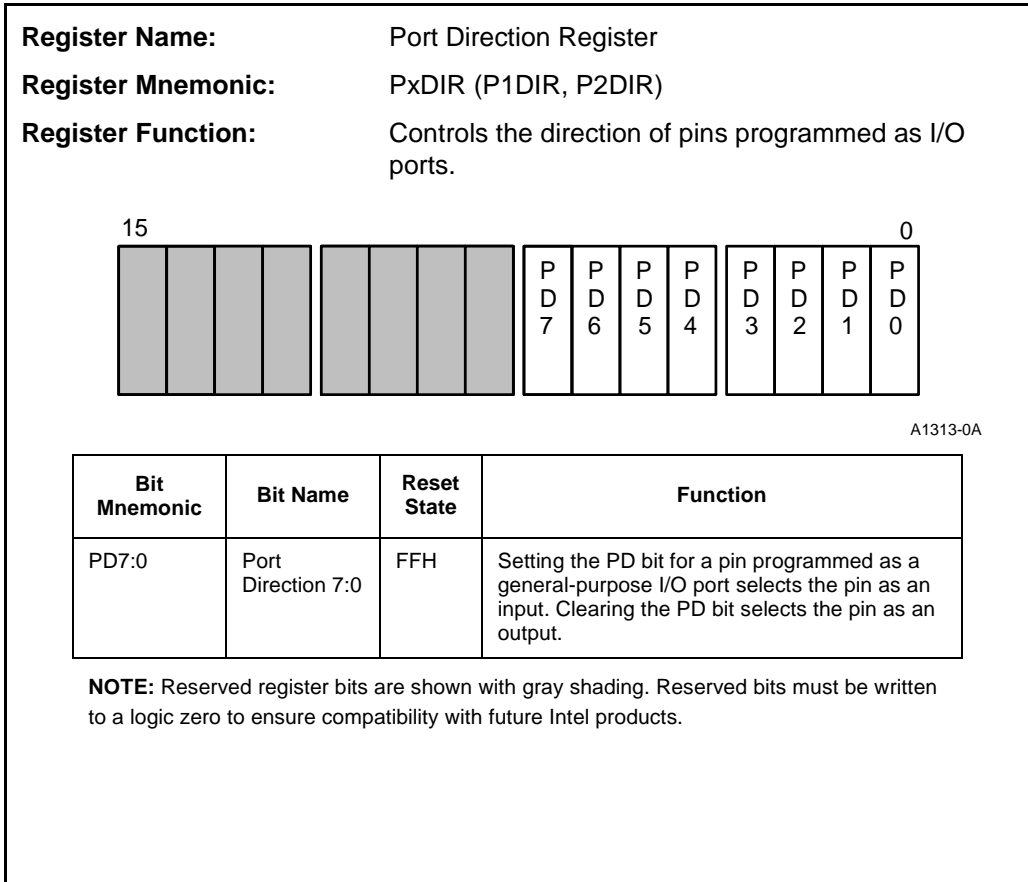 Register Name: Port Direction Register
Register Mnemonic: PxDIR (P1DIR, P2DIR)
Register Function: Controls the direction of pins programmed as I/O
ports.
15 0
P P P P P P P P
D D D D D D D D
7 6 5 4 3 2 1 0
A1313-0A
Bit
Mnemonic
Bit Name
Reset
State
Function
PD7:0
Port
Direction 7:0
FFH
Setting the PD bit for a pin programmed as a
general-purpose I/O port selects the pin as an
input. Clearing the PD bit selects the pin as an
output.
NOTE: Reserved register bits are shown with gray shading. Reserved bits must be written
to a logic zero to ensure compatibility with future Intel products.